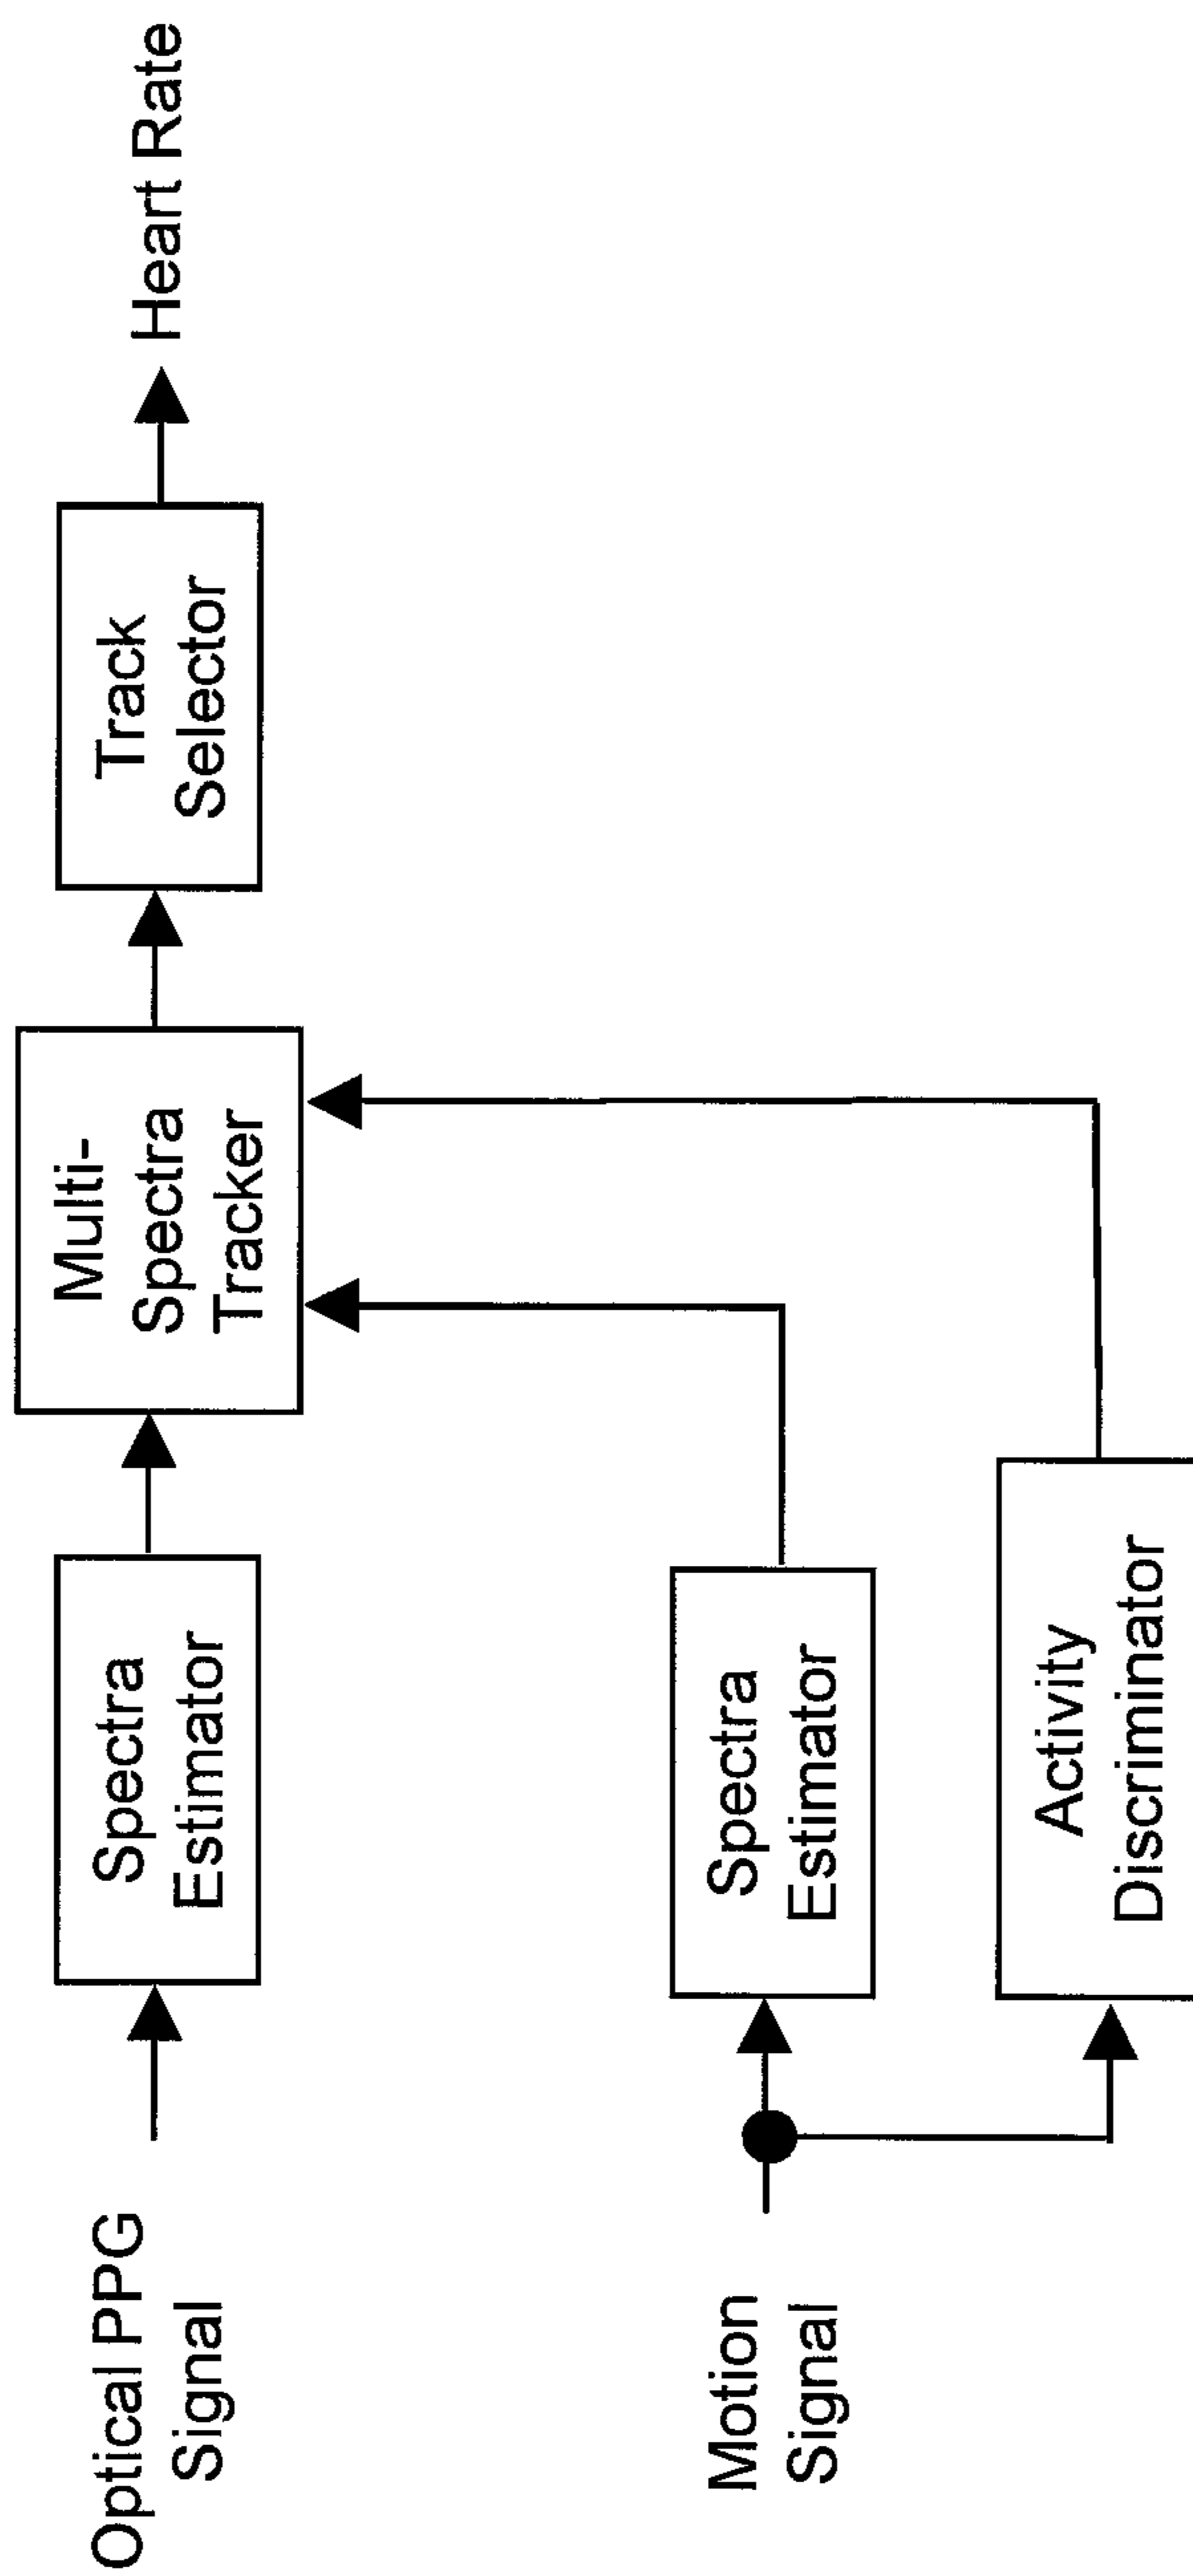 Optical PPG
Signal
Spectra
Estimator
Multi-
Spectra
Tracker
Track
Selector
Heart Rate
Motion
Signal
Spectra
Estimator
Activity
Discriminator